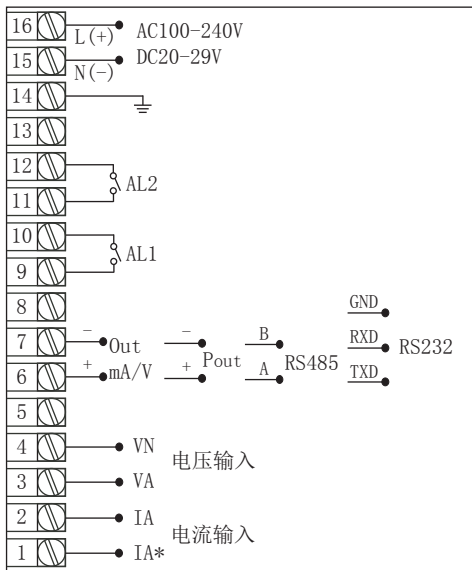 16 L(+) AC100-240V
15 N(-) DC20-29V
14
13
12
AL2
11
10
AL1
9
8 GND
7 - Out - B RXD RS232
Pout RS485
6 + mA/V + A TXD
5
4 VN
电压输入
3 VA
2 IA
电流输入
1 IA*